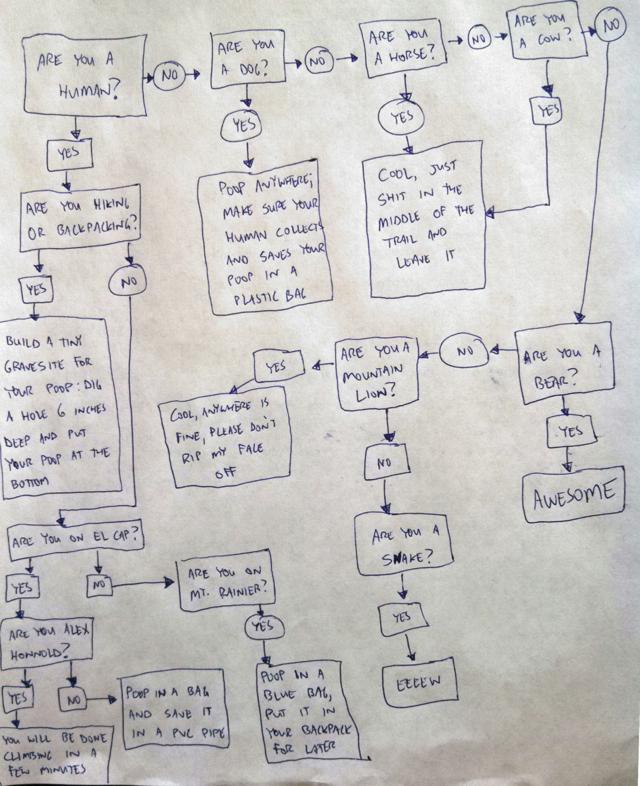 ARE YOU A
HUMAN?
NO
ARE YOU
A DOG?
NO
ARE YOU
A HORSE?
NO
ARE YOU
A COW?
NO
YES
YES
YES
YES
ARE YOU HIKING
OR BACKPACKING?
POOP ANYWHERE;
MAKE SURE YOUR
HUMAN COLLECTS
AND SAVES YOUR
POOP IN A
PLASTIC BAG
COOL, JUST
SHIT IN THE
MIDDLE OF THE
TRAIL AND
LEAVE IT
YES
NO
BUILD A TINY
GRAVESITE FOR
YOUR POOP: DIG
A HOLE 6 INCHES
DEEP AND PUT
YOUR POOP AT THE
BOTTOM
ARE YOU A
BEAR?
NO
ARE YOU A
MOUNTAIN
LION?
YES
COOL, ANYWHERE IS
FINE, PLEASE DON'T
RIP MY FACE
OFF
YES
AWESOME
NO
ARE YOU A
SNAKE?
YES
EEEEW
ARE YOU ON EL CAP?
YES
NO
ARE YOU ON
MT. RAINIER?
YES
POOP IN A
BLUE BAG,
PUT IT IN
YOUR BACKPACK
FOR LATER
ARE YOU ALEX
HONNOLD?
YES
NO
POOP IN A BAG
AND SAVE IT
IN A PVC PIPE
YOU WILL BE DONE
CLIMBING IN A
FEW MINUTES